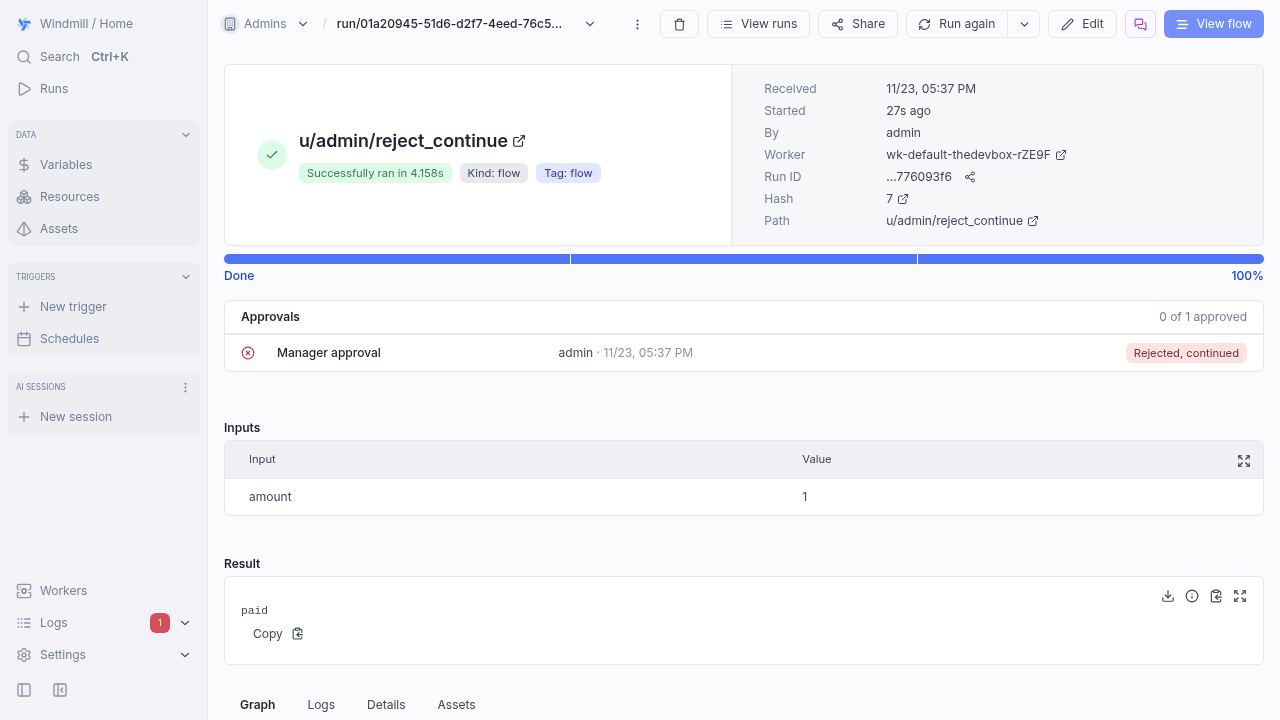 Windmill / Home
Search Ctrl+K
Runs
DATA
Variables
Resources
Assets
TRIGGERS
New trigger
Schedules
AI SESSIONS
New session
Workers
Logs 1
Settings
Admins / run/01a20945-51d6-d2f7-4eed-76c5...
View runs
Share
Run again
Edit
View flow
u/admin/reject_continue
Successfully ran in 4.158s Kind: flow Tag: flow
Received 11/23, 05:37 PM
Started 27s ago
By admin
Worker wk-default-thedevbox-rZE9F
Run ID ...776093f6
Hash 7
Path u/admin/reject_continue
Done 100%
Approvals 0 of 1 approved
Manager approval admin · 11/23, 05:37 PM Rejected, continued
Inputs
Input Value
amount 1
Result
paid
Copy
Graph Logs Details Assets